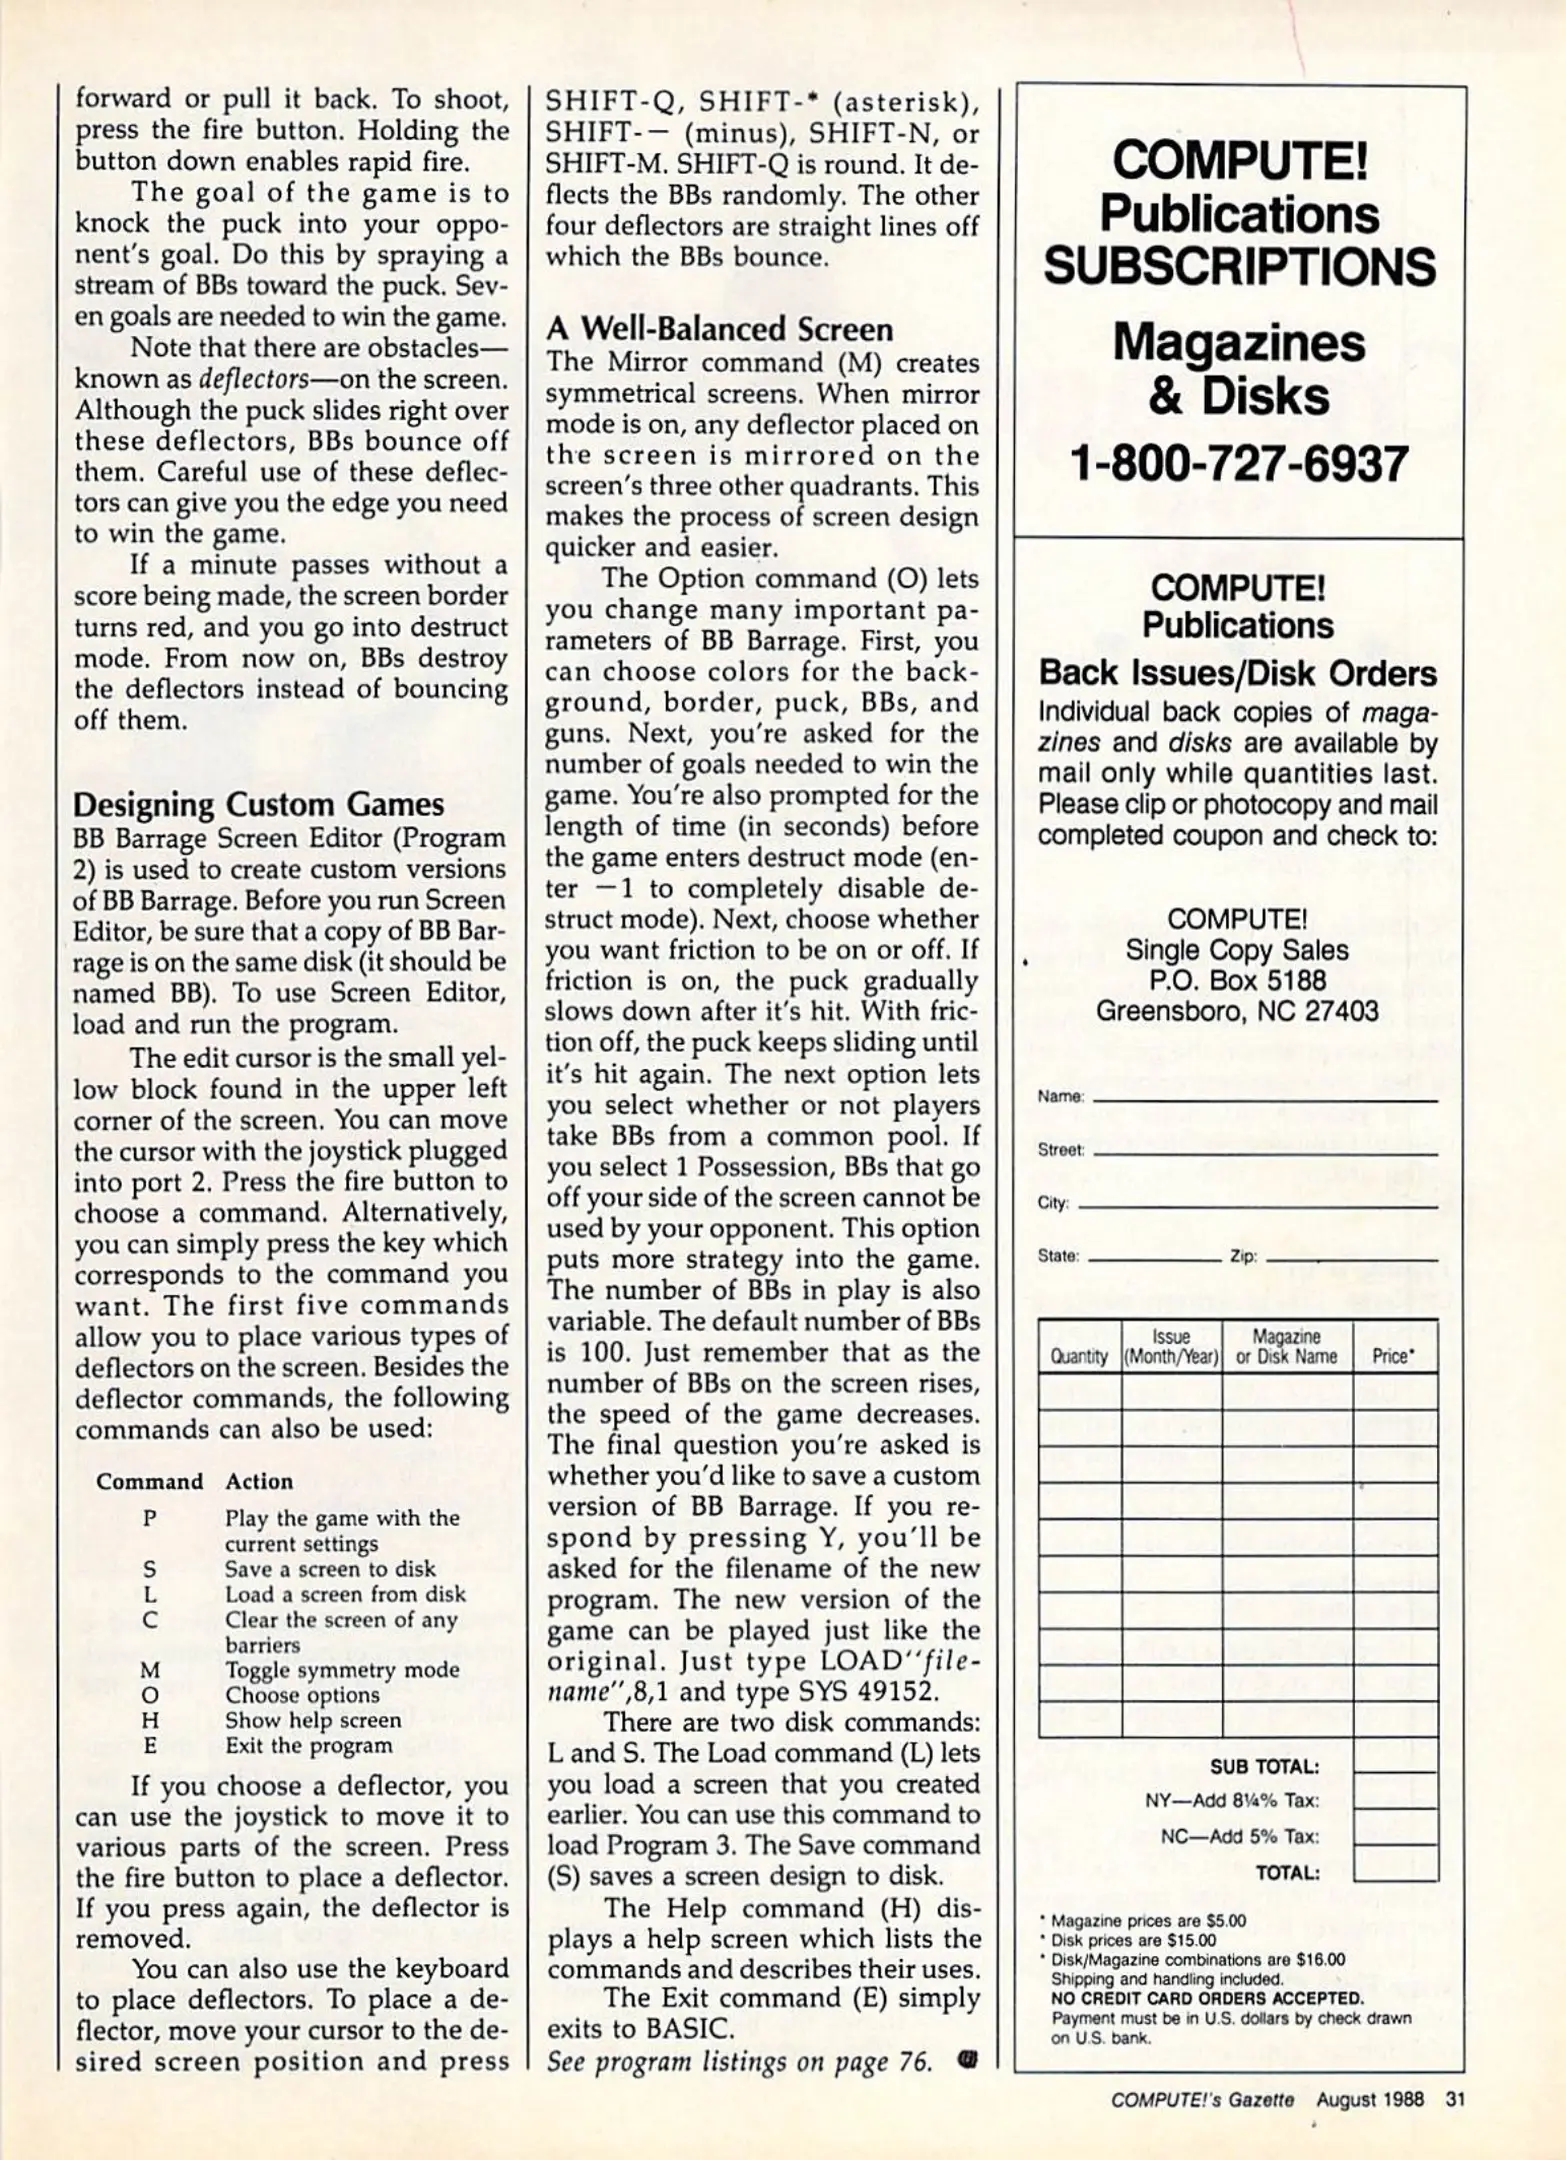 forward or pull it back. To shoot,
press the fire button. Holding the
button down enables rapid fire.
The goal of the game is to
knock the puck into your oppo-
nent's goal. Do this by spraying a
stream of BBs toward the puck. Sev-
en goals are needed to win the game.
Note that there are obstacles—
known as deflectors—on the screen.
Although the puck slides right over
these deflectors, BBs bounce off
them. Careful use of these deflec-
tors can give you the edge you need
to win the game.
If a minute passes without a
score being made, the screen border
turns red, and you go into destruct
mode. From now on, BBs destroy
the deflectors instead of bouncing
off them.
Designing Custom Games
BB Barrage Screen Editor (Program
2) is used to create custom versions
of BB Barrage. Before you run Screen
Editor, be sure that a copy of BB Bar-
rage is on the same disk (it should be
named BB). To use Screen Editor,
load and run the program.
The edit cursor is the small yel-
low block found in the upper left
corner of the screen. You can move
the cursor with the joystick plugged
into port 2. Press the fire button to
choose a command. Alternatively,
you can simply press the key which
corresponds to the command you
want. The first five commands
allow you to place various types of
deflectors on the screen. Besides the
deflector commands, the following
commands can also be used:
Command Action
P Play the game with the
current settings
S Save a screen to disk
L Load a screen from disk
C Clear the screen of any
barriers
M Toggle symmetry mode
O Choose options
H Show help screen
E Exit the program
If you choose a deflector, you
can use the joystick to move it to
various parts of the screen. Press
the fire button to place a deflector.
If you press again, the deflector is
removed.
You can also use the keyboard
to place deflectors. To place a de-
flector, move your cursor to the de-
sired screen position and press
SHIFT-Q, SHIFT-* (asterisk),
SHIFT-− (minus), SHIFT-N, or
SHIFT-M. SHIFT-Q is round. It de-
flects the BBs randomly. The other
four deflectors are straight lines off
which the BBs bounce.
A Well-Balanced Screen
The Mirror command (M) creates
symmetrical screens. When mirror
mode is on, any deflector placed on
the screen is mirrored on the
screen's three other quadrants. This
makes the process of screen design
quicker and easier.
The Option command (O) lets
you change many important pa-
rameters of BB Barrage. First, you
can choose colors for the back-
ground, border, puck, BBs, and
guns. Next, you're asked for the
number of goals needed to win the
game. You're also prompted for the
length of time (in seconds) before
the game enters destruct mode (en-
ter −1 to completely disable de-
struct mode). Next, choose whether
you want friction to be on or off. If
friction is on, the puck gradually
slows down after it's hit. With fric-
tion off, the puck keeps sliding until
it's hit again. The next option lets
you select whether or not players
take BBs from a common pool. If
you select 1 Possession, BBs that go
off your side of the screen cannot be
used by your opponent. This option
puts more strategy into the game.
The number of BBs in play is also
variable. The default number of BBs
is 100. Just remember that as the
number of BBs on the screen rises,
the speed of the game decreases.
The final question you're asked is
whether you'd like to save a custom
version of BB Barrage. If you re-
spond by pressing Y, you'll be
asked for the filename of the new
program. The new version of the
game can be played just like the
original. Just type LOAD"file-
name",8,1 and type SYS 49152.
There are two disk commands:
L and S. The Load command (L) lets
you load a screen that you created
earlier. You can use this command to
load Program 3. The Save command
(S) saves a screen design to disk.
The Help command (H) dis-
plays a help screen which lists the
commands and describes their uses.
The Exit command (E) simply
exits to BASIC.
See program listings on page 76.
COMPUTE!
Publications
SUBSCRIPTIONS
Magazines
& Disks
1-800-727-6937
COMPUTE!
Publications
Back Issues/Disk Orders
Individual back copies of maga-
zines and disks are available by
mail only while quantities last.
Please clip or photocopy and mail
completed coupon and check to:
COMPUTE!
Single Copy Sales
P.O. Box 5188
Greensboro, NC 27403
Name:
Street:
City:
State: Zip:
Issue Magazine
Quantity (Month/Year) or Disk Name Price*
SUB TOTAL:
NY—Add 8¼% Tax:
NC—Add 5% Tax:
TOTAL:
* Magazine prices are $5.00
* Disk prices are $15.00
* Disk/Magazine combinations are $16.00
Shipping and handling included.
NO CREDIT CARD ORDERS ACCEPTED.
Payment must be in U.S. dollars by check drawn
on U.S. bank.
COMPUTE!'s Gazette August 1988 31